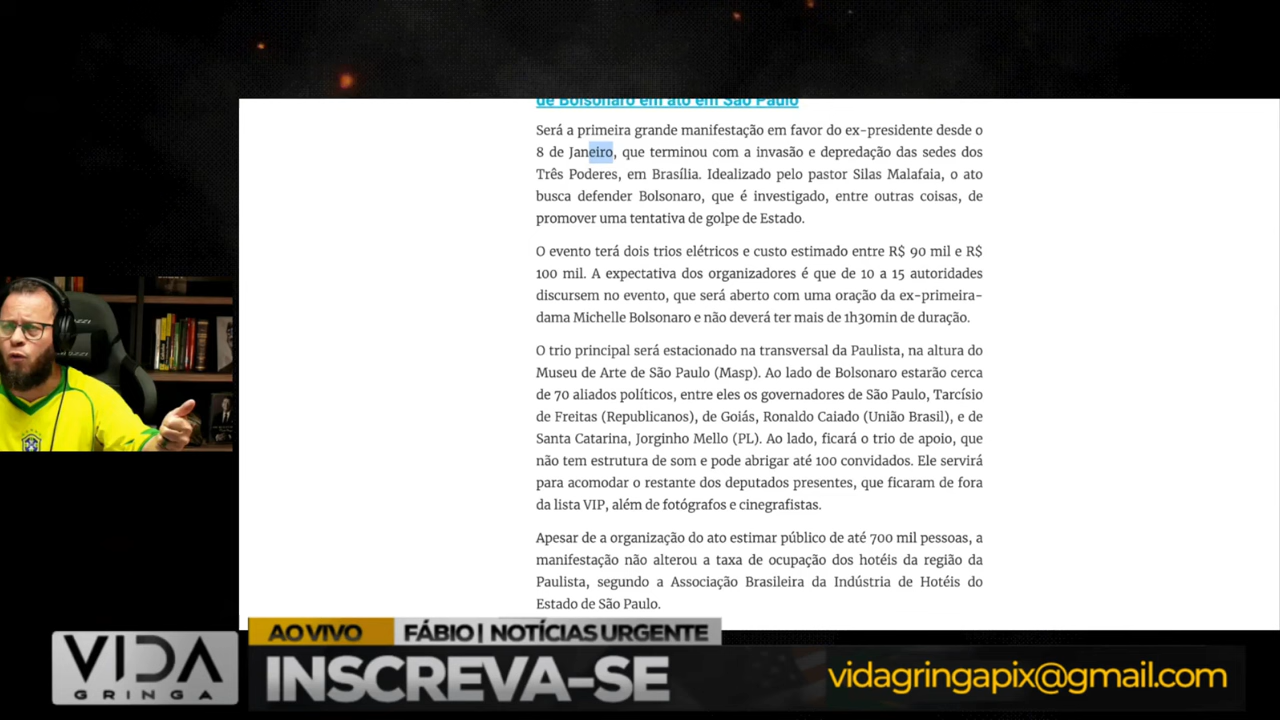 de Bolsonaro em ato em São Paulo
Será a primeira grande manifestação em favor do ex-presidente desde o
8 de Janeiro, que terminou com a invasão e depredação das sedes dos
Três Poderes, em Brasília. Idealizado pelo pastor Silas Malafaia, o ato
busca defender Bolsonaro, que é investigado, entre outras coisas, de
promover uma tentativa de golpe de Estado.
O evento terá dois trios elétricos e custo estimado entre R$ 90 mil e R$
100 mil. A expectativa dos organizadores é que de 10 a 15 autoridades
discursem no evento, que será aberto com uma oração da ex-primeira-
dama Michelle Bolsonaro e não deverá ter mais de 1h30min de duração.
O trio principal será estacionado na transversal da Paulista, na altura do
Museu de Arte de São Paulo (Masp). Ao lado de Bolsonaro estarão cerca
de 70 aliados políticos, entre eles os governadores de São Paulo, Tarcísio
de Freitas (Republicanos), de Goiás, Ronaldo Caiado (União Brasil), e de
Santa Catarina, Jorginho Mello (PL). Ao lado, ficará o trio de apoio, que
não tem estrutura de som e pode abrigar até 100 convidados. Ele servirá
para acomodar o restante dos deputados presentes, que ficaram de fora
da lista VIP, além de fotógrafos e cinegrafistas.
Apesar de a organização do ato estimar público de até 700 mil pessoas, a
manifestação não alterou a taxa de ocupação dos hotéis da região da
Paulista, segundo a Associação Brasileira da Indústria de Hotéis do
Estado de São Paulo.
AO VIVO
FÁBIO | NOTÍCIAS URGENTE
VIDA
GRINGA
INSCREVA-SE
vidagringapix@gmail.com